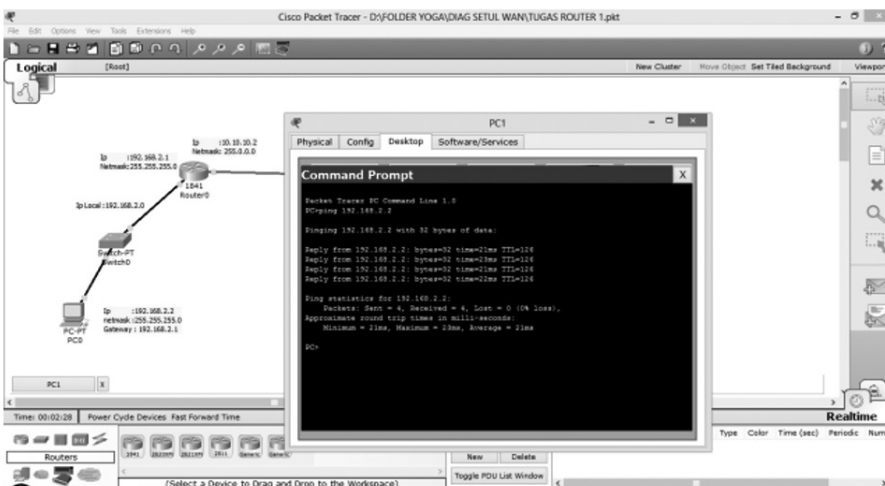 Cisco Packet Tracer - D:\FOLDER YOGA\DIAG SETUL WAN\TUGAS ROUTER 1.pkt
File Edit Options View Tools Extensions Help
Logical
[Root]
New Cluster
Move Object
Set Tiled Background
Viewport
Ip :192.168.2.1
Netmask: 255.255.255.0
Ip :10.10.10.2
Netmask: 255.0.0.0
1841
Router0
Ip Local :192.168.2.0
Switch-PT
Switch0
Ip :192.168.2.2
netmask :255.255.255.0
Gateway : 192.168.2.1
PC-PT
PC0
PC1
Physical Config Desktop Software/Services
Command Prompt
X
Packet Tracer PC Command Line 1.0
PC>ping 192.168.2.2
Pinging 192.168.2.2 with 32 bytes of data:
Reply from 192.168.2.2: bytes=32 time=21ms TTL=126
Reply from 192.168.2.2: bytes=32 time=23ms TTL=126
Reply from 192.168.2.2: bytes=32 time=21ms TTL=126
Reply from 192.168.2.2: bytes=32 time=22ms TTL=126
Ping statistics for 192.168.2.2:
Packets: Sent = 4, Received = 4, Lost = 0 (0% loss),
Approximate round trip times in milli-seconds:
Minimum = 21ms, Maximum = 23ms, Average = 21ms
PC>
PC1 X
Time: 00:02:28 Power Cycle Devices Fast Forward Time
Realtime
Routers
1841
2811
Generic
Generic
(Select a Device to Drag and Drop to the Workspace)
New Delete
Toggle PDU List Window
Type Color Time (sec) Periodic Num